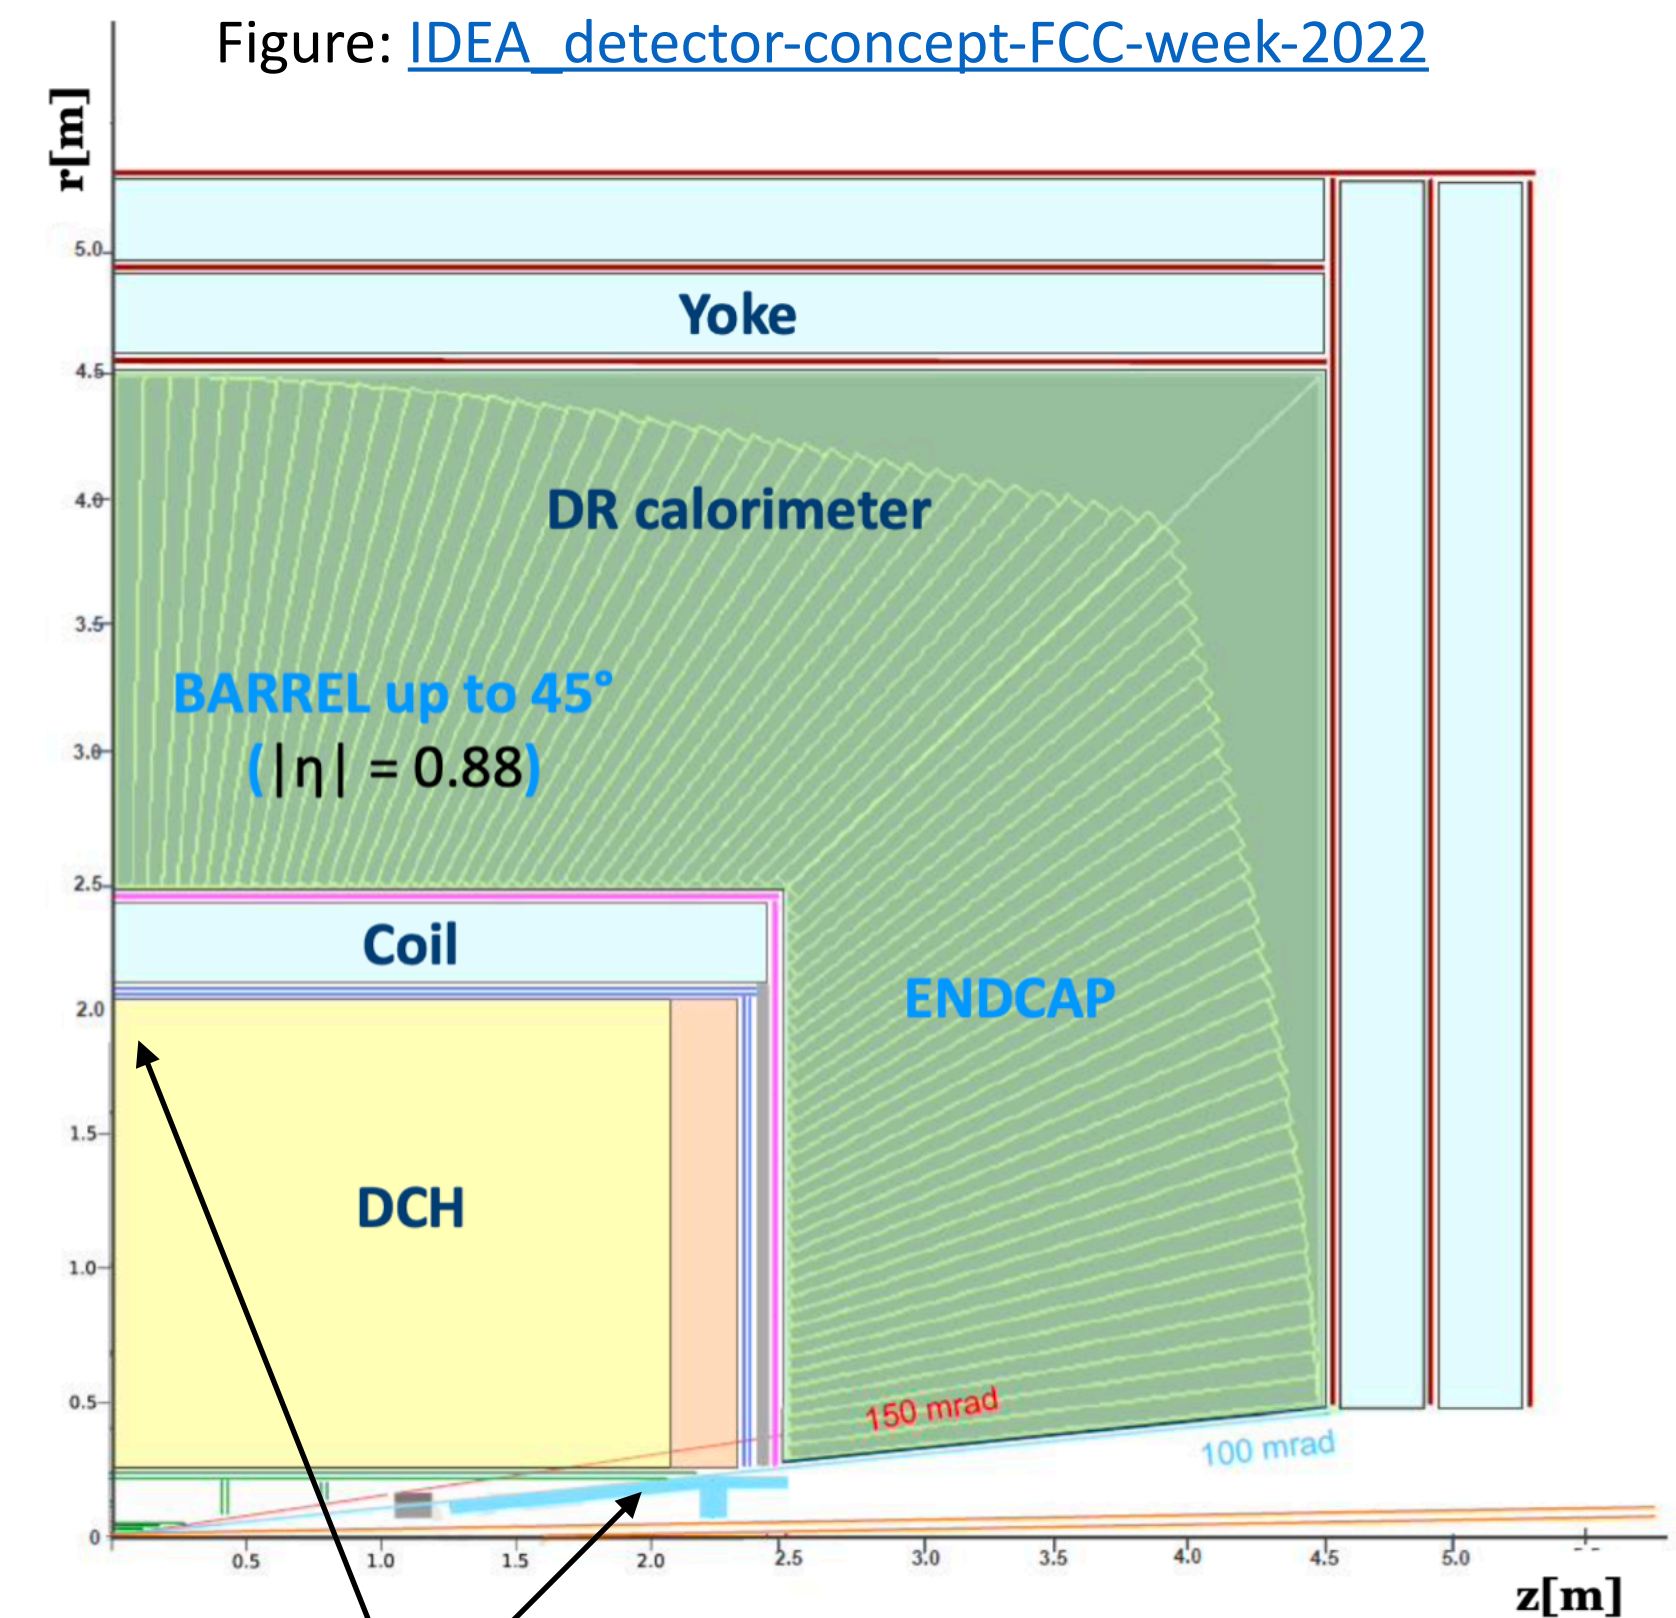 Figure: IDEA_detector-concept-FCC-week-2022
r[m]
5.0
Yoke
4.5
4.0
DR calorimeter
3.5
BARREL up to 45°
(|η| = 0.88)
3.0
2.5
Coil
ENDCAP
2.0
1.5
DCH
1.0
0.5
150 mrad
100 mrad
0
0.5 1.0 1.5 2.0 2.5 3.0 3.5 4.0 4.5 5.0
z[m]